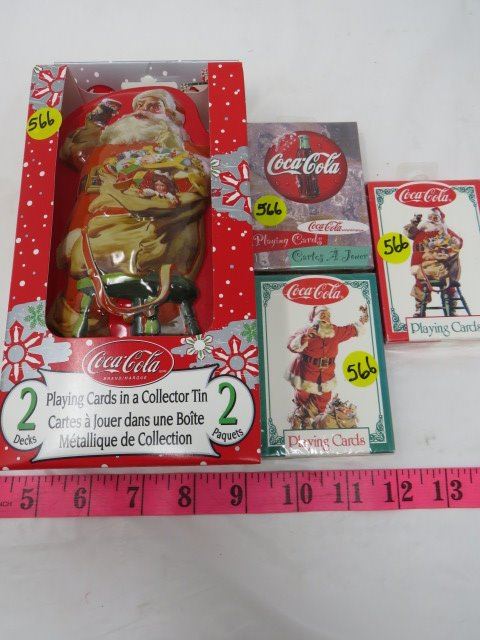 566
Coca-Cola
BRAND/MARQUE
2
Decks
Playing Cards in a Collector Tin
Cartes à Jouer dans une Boîte
Métallique de Collection
2
Paquets
Coca-Cola
566
Coca-Cola
Playing Cards
Cartes A Jouer
Coca-Cola
566
Playing Cards
Coca-Cola
566
Playing Cards
INCH 5 6 7 8 9 10 11 12 13